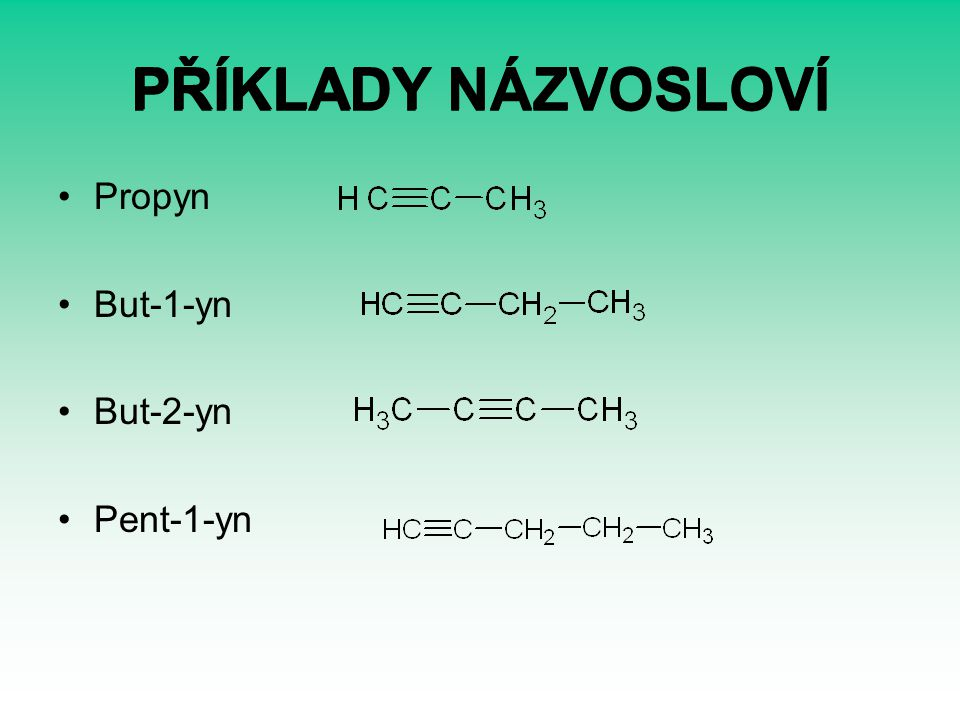 PŘÍKLADY NÁZVOSLOVÍ
• Propyn HC≡C—CH₃
• But-1-yn HC≡C—CH₂—CH₃
• But-2-yn H₃C—C≡C—CH₃
• Pent-1-yn HC≡C—CH₂—CH₂—CH₃